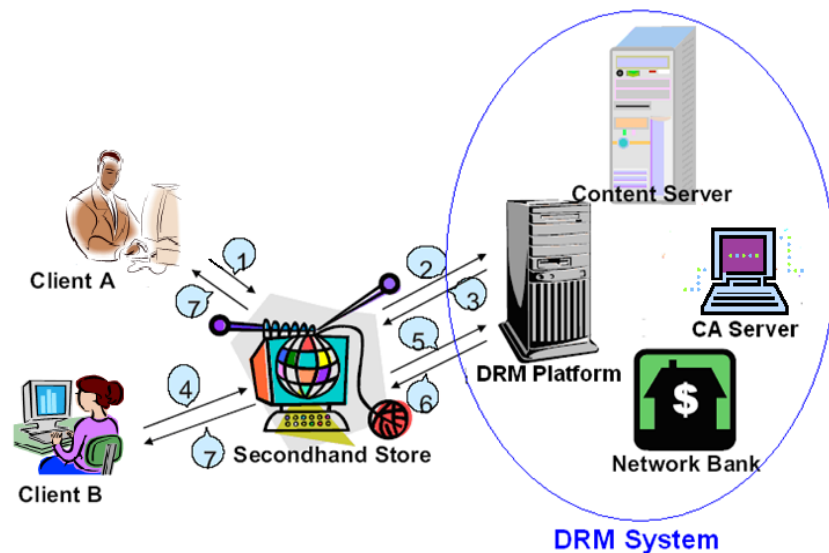 Content Server
1
2
Client A
7
3
CA Server
5
DRM Platform
4
6
$
Secondhand Store
7
Network Bank
Client B
DRM System